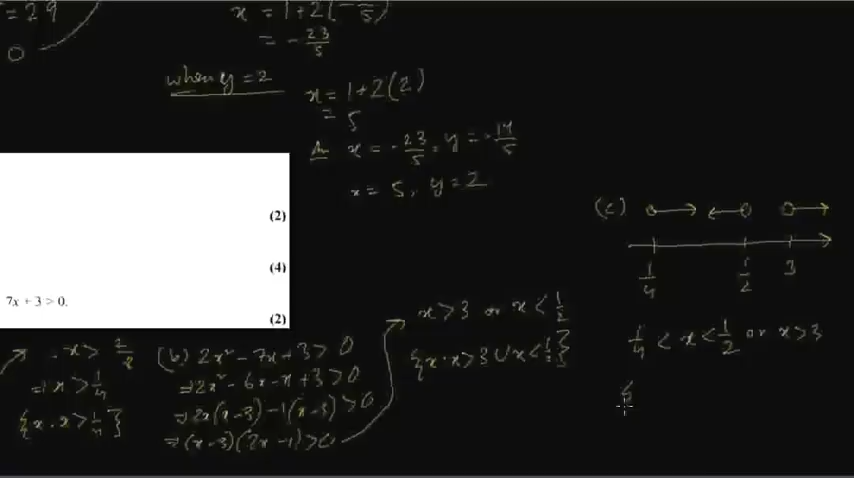 = 29
0
x = 1+2(-/5)
= -23/5
when y = 2
x = 1+2(2)
= 5
Ans x = -23/5, y = -14/5
x = 5, y = 2
(2)
(4)
7x + 3 > 0.
(2)
x > 2/8
⇒ x > 1/4
{x : x > 1/4}
(b) 2x² - 7x + 3 > 0
⇒ 2x² - 6x - x + 3 > 0
⇒ 2x(x-3) -1(x-3) > 0
⇒ (x-3)(2x-1) > 0
x > 3 or x < 1/2
{x : x > 3 ∪ x < 1/2}
(c)
1/4 1/2 3
1/4 < x < 1/2 or x > 3
{